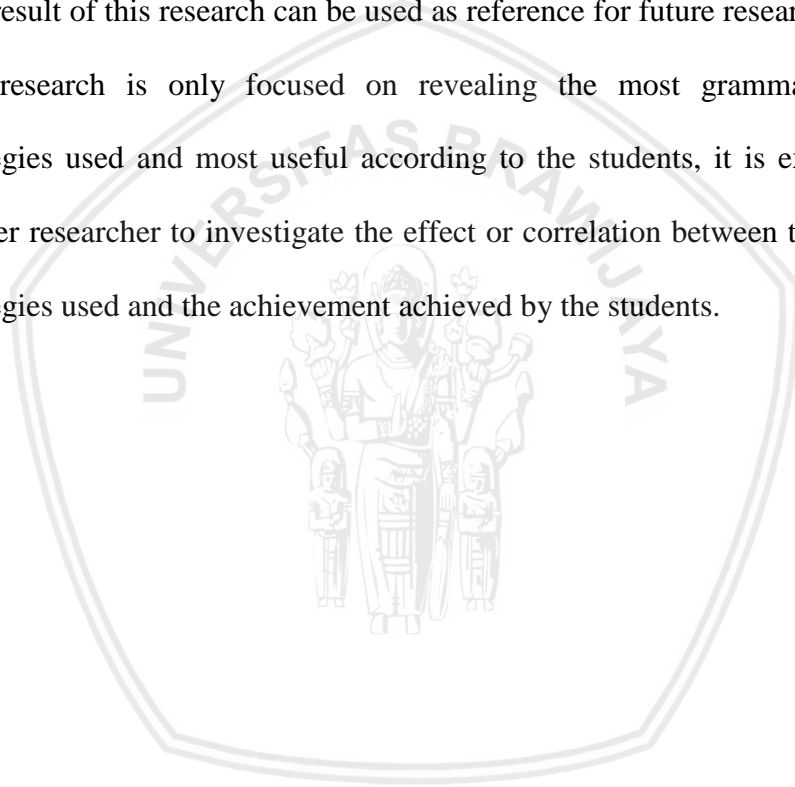 result of this research can be used as reference for future resear
research is only focused on revealing the most gramma
egies used and most useful according to the students, it is e
er researcher to investigate the effect or correlation between t
egies used and the achievement achieved by the students.
UNIVERSITAS BRAWIJAYA